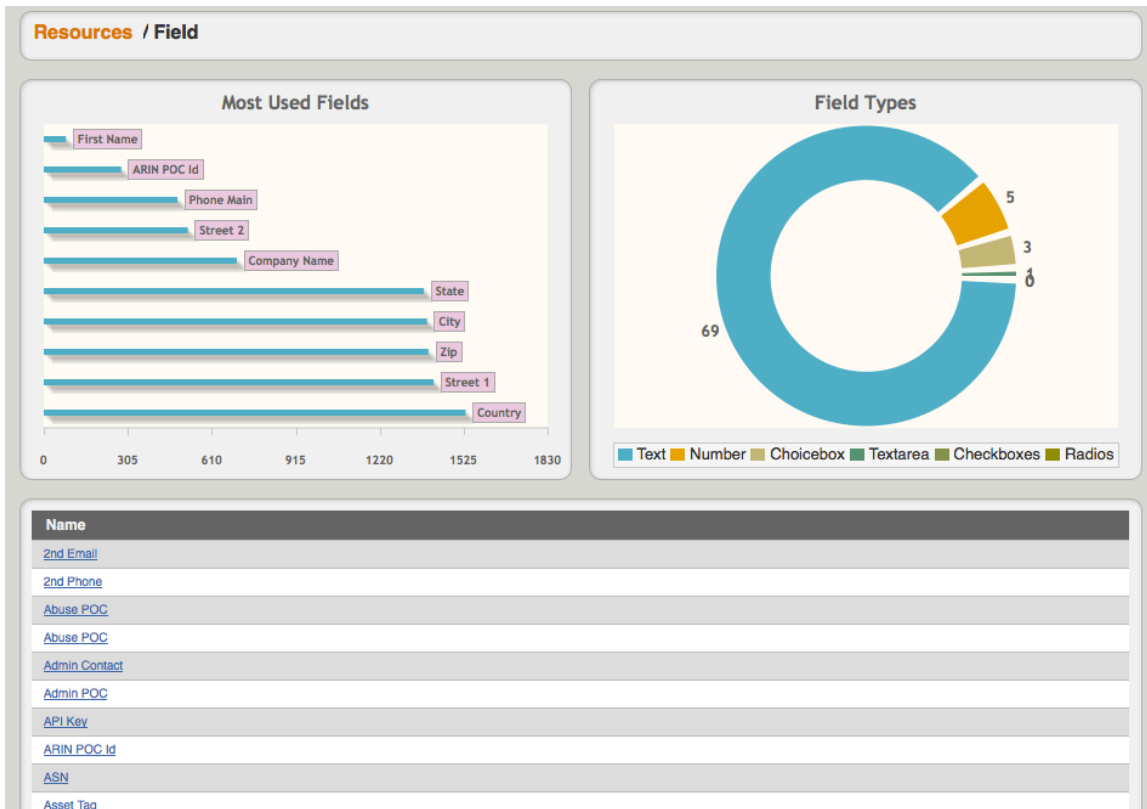 Resources / Field
Most Used Fields
First Name
ARIN POC Id
Phone Main
Street 2
Company Name
State
City
Zip
Street 1
Country
0 305 610 915 1220 1525 1830
Field Types
5
3
1
0
69
Text Number Choicebox Textarea Checkboxes Radios
Name
2nd Email
2nd Phone
Abuse POC
Abuse POC
Admin Contact
Admin POC
API Key
ARIN POC Id
ASN
Asset Tag